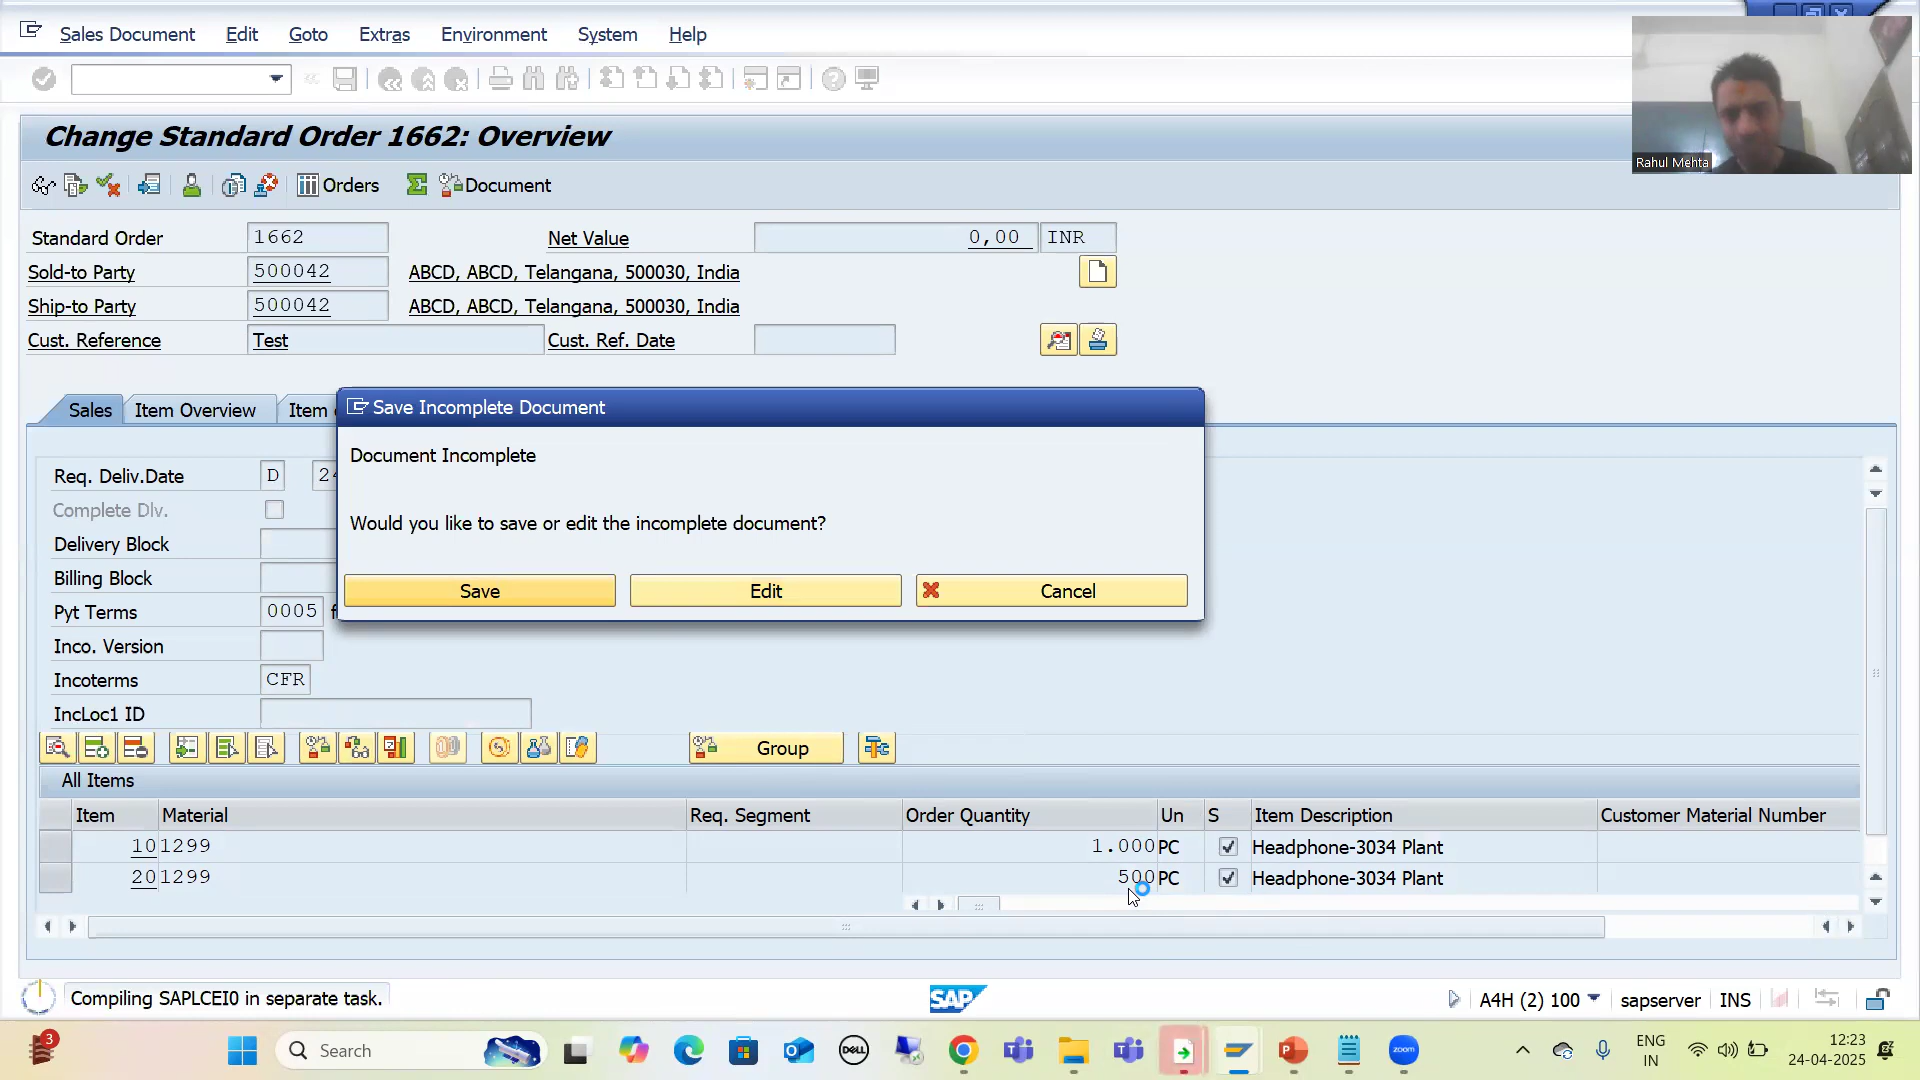 Sales Document Edit Goto Extras Environment System Help
Change Standard Order 1662: Overview
Rahul Mehta
Orders Document
Standard Order 1662 Net Value 0,00 INR
Sold-to Party 500042 ABCD, ABCD, Telangana, 500030, India
Ship-to Party 500042 ABCD, ABCD, Telangana, 500030, India
Cust. Reference Test Cust. Ref. Date
Sales Item Overview Item
Save Incomplete Document
Document Incomplete
Would you like to save or edit the incomplete document?
Save Edit Cancel
Req. Deliv.Date D
Complete Dlv.
Delivery Block
Billing Block
Pyt Terms 0005
Inco. Version
Incoterms CFR
IncLoc1 ID
Group
All Items
Item Material Req. Segment Order Quantity Un S Item Description Customer Material Number
10 1299 1.000 PC Headphone-3034 Plant
20 1299 500 PC Headphone-3034 Plant
Compiling SAPLCEI0 in separate task.
SAP
A4H (2) 100 sapserver INS
3
Search
DELL
zoom
ENG
IN
12:23
24-04-2025